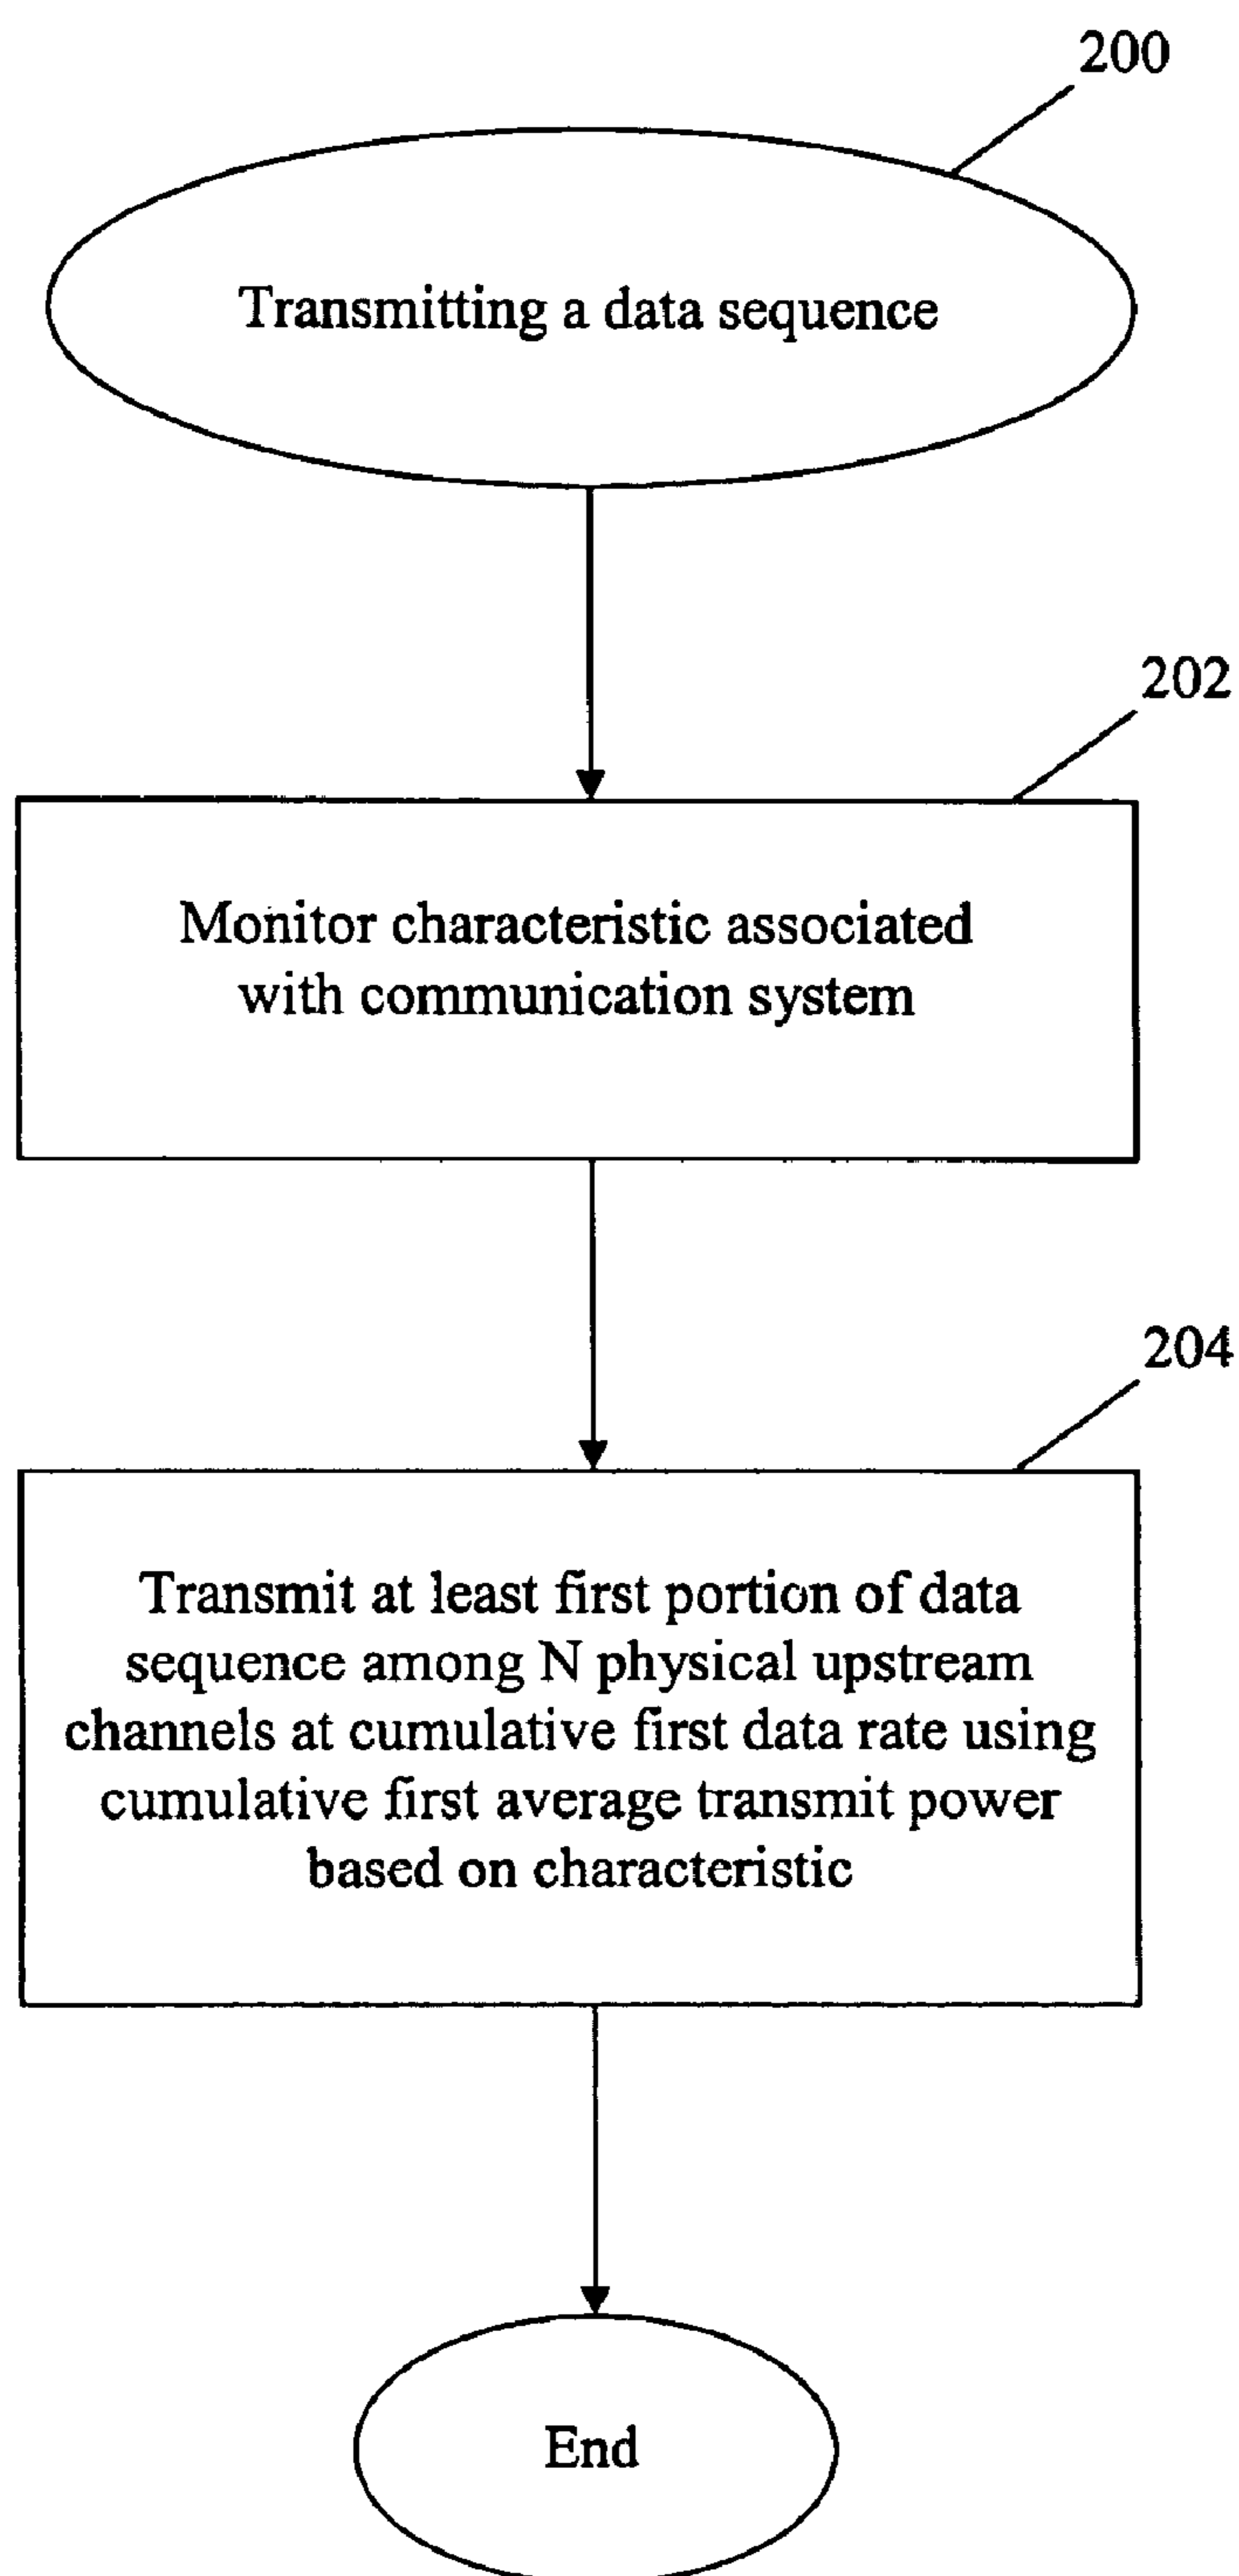 200
Transmitting a data sequence
202
Monitor characteristic associated
with communication system
204
Transmit at least first portion of data
sequence among N physical upstream
channels at cumulative first data rate using
cumulative first average transmit power
based on characteristic
End